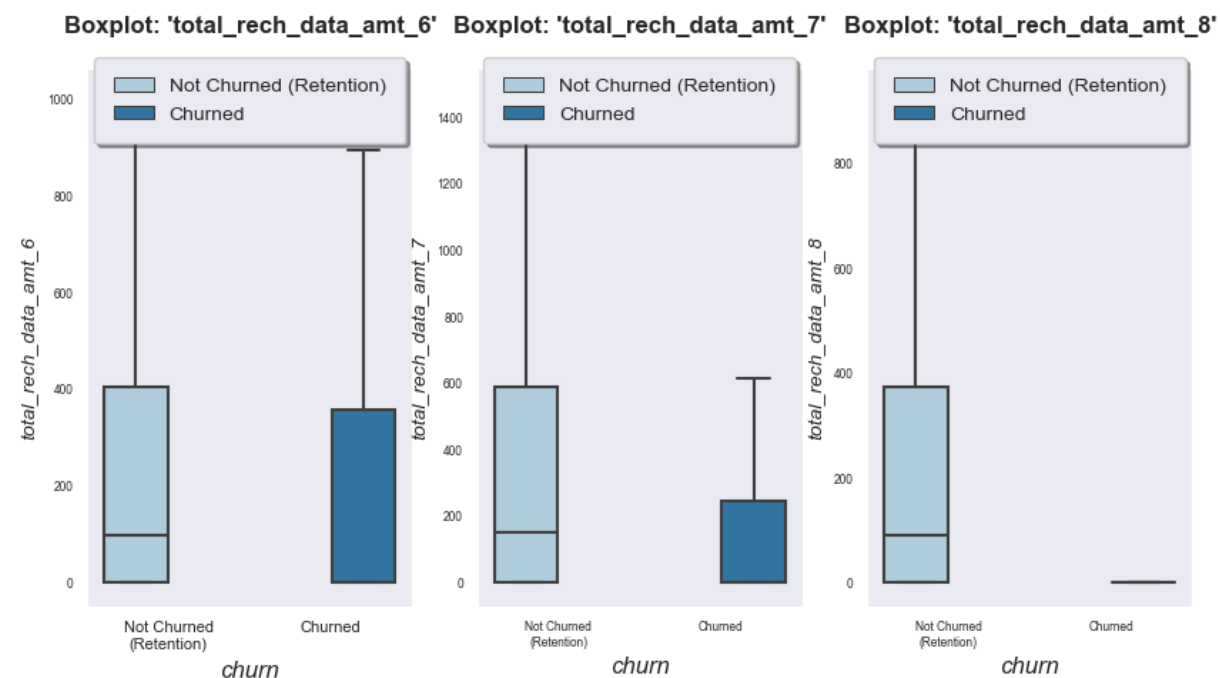 Boxplot: 'total_rech_data_amt_6'
Not Churned (Retention)
Churned
1000
800
600
400
200
0
total_rech_data_amt_6
Not Churned
(Retention)
Churned
churn
Boxplot: 'total_rech_data_amt_7'
Not Churned (Retention)
Churned
1400
1200
1000
800
600
400
200
0
total_rech_data_amt_7
Not Churned
(Retention)
Churned
churn
Boxplot: 'total_rech_data_amt_8'
Not Churned (Retention)
Churned
800
600
400
200
0
total_rech_data_amt_8
Not Churned
(Retention)
Churned
churn